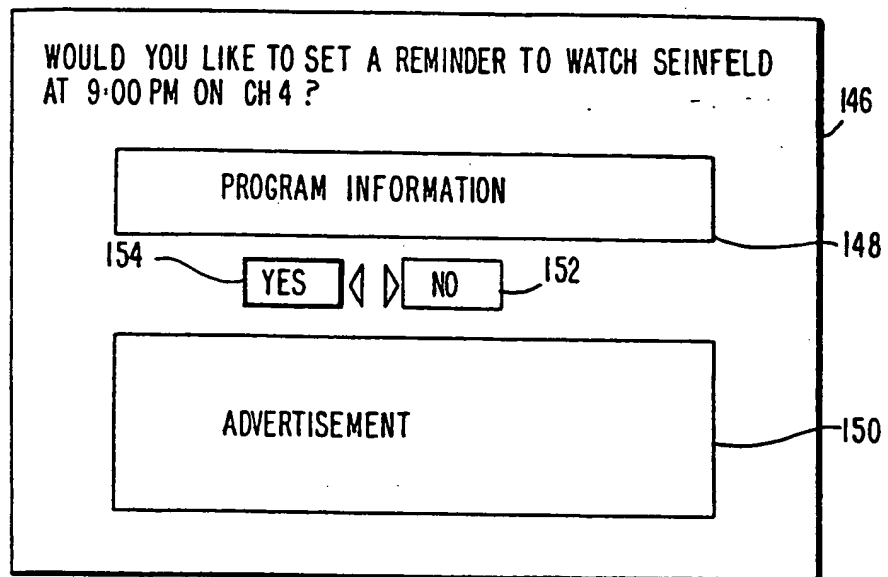 WOULD YOU LIKE TO SET A REMINDER TO WATCH SEINFELD
AT 9:00 PM ON CH 4 ?
146
PROGRAM INFORMATION
148
154
YES
NO
152
ADVERTISEMENT
150